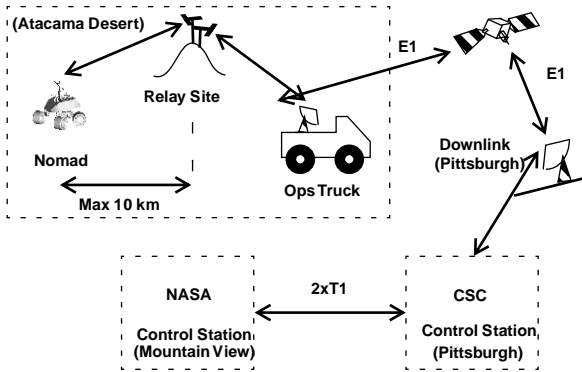 (Atacama Desert)
E1
E1
Relay Site
Nomad
Ops Truck
Downlink
(Pittsburgh)
Max 10 km
NASA
Control Station
(Mountain View)
2xT1
CSC
Control Station
(Pittsburgh)